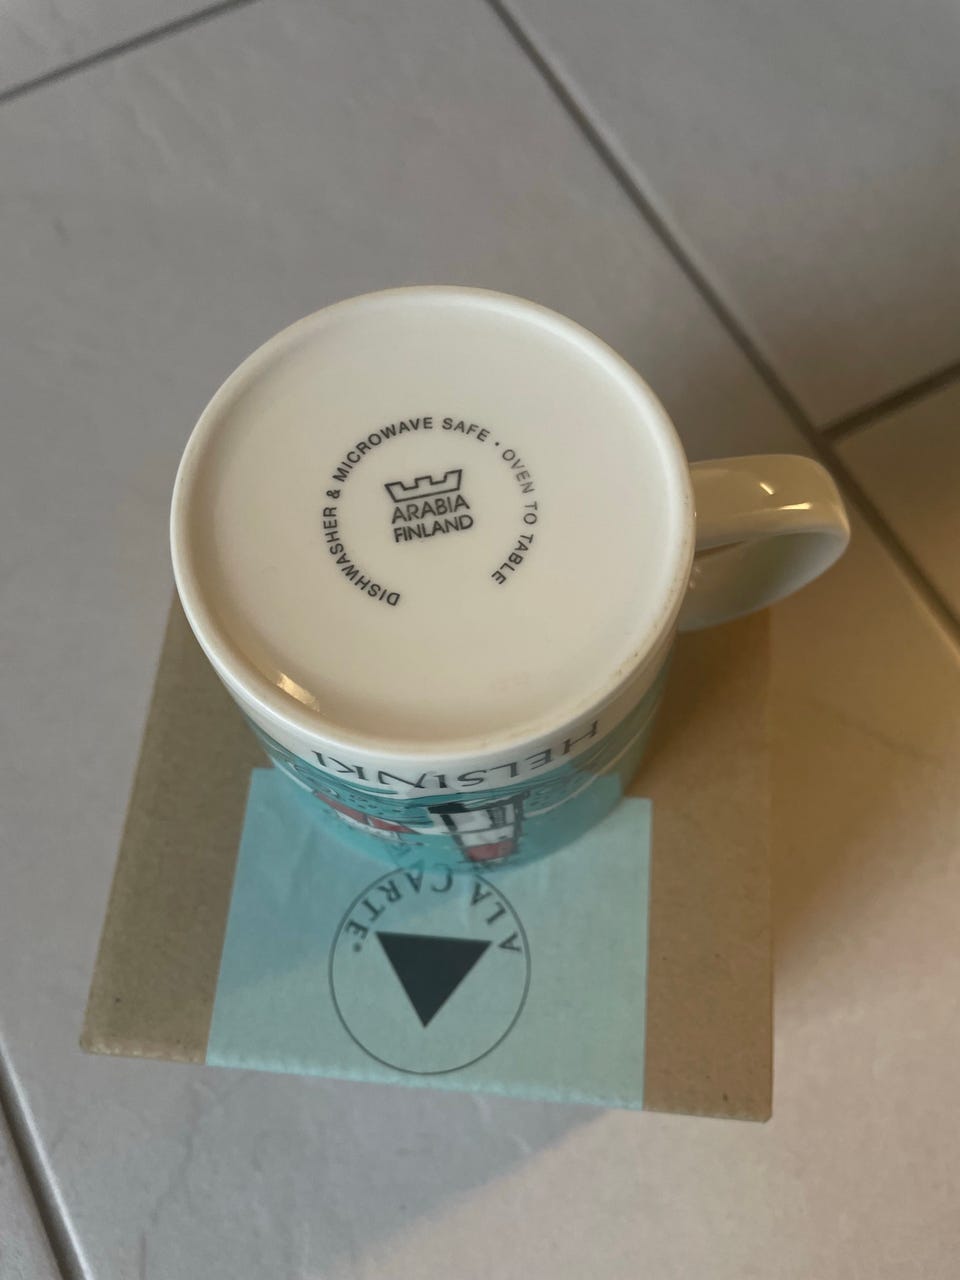 DISHWASHER & MICROWAVE SAFE • OVEN TO TABLE
ARABIA
FINLAND
HELSINKI
A LA CARTE®